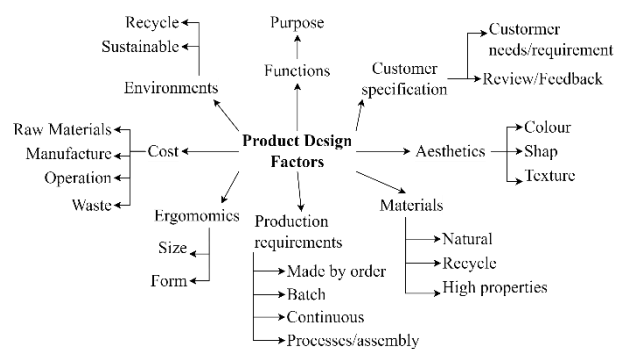 Purpose
Functions
Recycle
Sustainable
Environments
Custormer
needs/requirement
Review/Feedback
Customer
specification
Product Design
Factors
Raw Materials
Manufacture
Operation
Waste
Cost
Aesthetics
Colour
Shap
Texture
Ergomomics
Size
Form
Production
requirements
Made by order
Batch
Continuous
Processes/assembly
Materials
Natural
Recycle
High properties